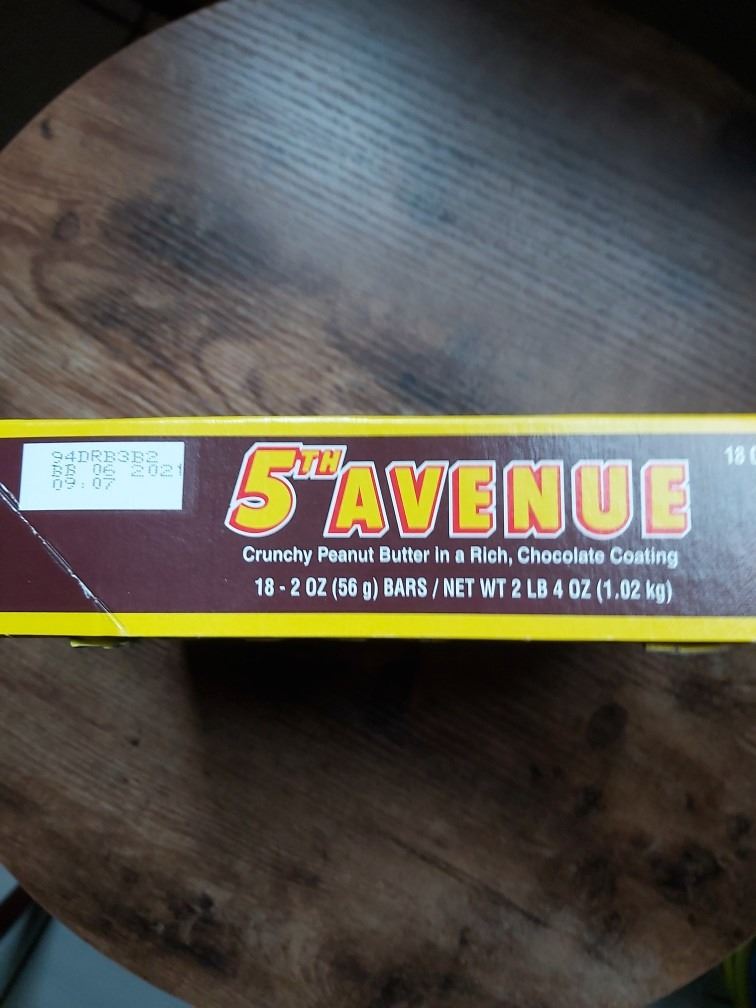 94DRB3B2
BB 06 2021
09:07
5TH AVENUE
Crunchy Peanut Butter in a Rich, Chocolate Coating
18 - 2 OZ (56 g) BARS / NET WT 2 LB 4 OZ (1.02 kg)
18